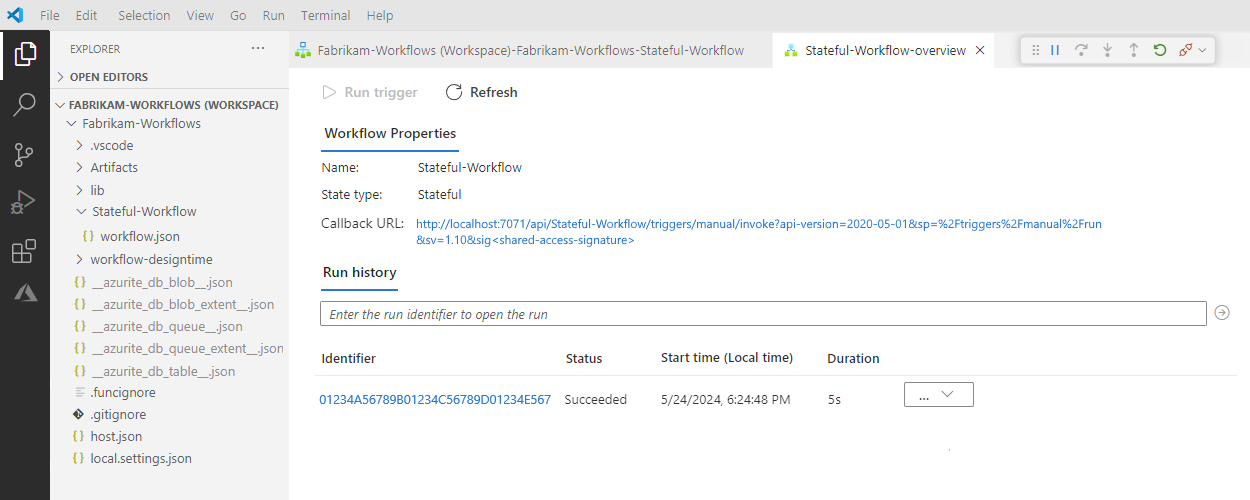 File Edit Selection View Go Run Terminal Help
EXPLORER ...
OPEN EDITORS
FABRIKAM-WORKFLOWS (WORKSPACE)
Fabrikam-Workflows
.vscode
Artifacts
lib
Stateful-Workflow
{} workflow.json
workflow-designtime
{} __azurite_db_blob__.json
{} __azurite_db_blob_extent__.json
{} __azurite_db_queue__.json
{} __azurite_db_queue_extent__.json
{} __azurite_db_table__.json
.funcignore
.gitignore
{} host.json
{} local.settings.json
Fabrikam-Workflows (Workspace)-Fabrikam-Workflows-Stateful-Workflow
Stateful-Workflow-overview
Run trigger Refresh
Workflow Properties
Name: Stateful-Workflow
State type: Stateful
Callback URL: http://localhost:7071/api/Stateful-Workflow/triggers/manual/invoke?api-version=2020-05-01&sp=%2Ftriggers%2Fmanual%2Frun
&sv=1.10&sig<shared-access-signature>
Run history
Enter the run identifier to open the run
Identifier Status Start time (Local time) Duration
01234A56789B01234C56789D01234E567 Succeeded 5/24/2024, 6:24:48 PM 5s ...